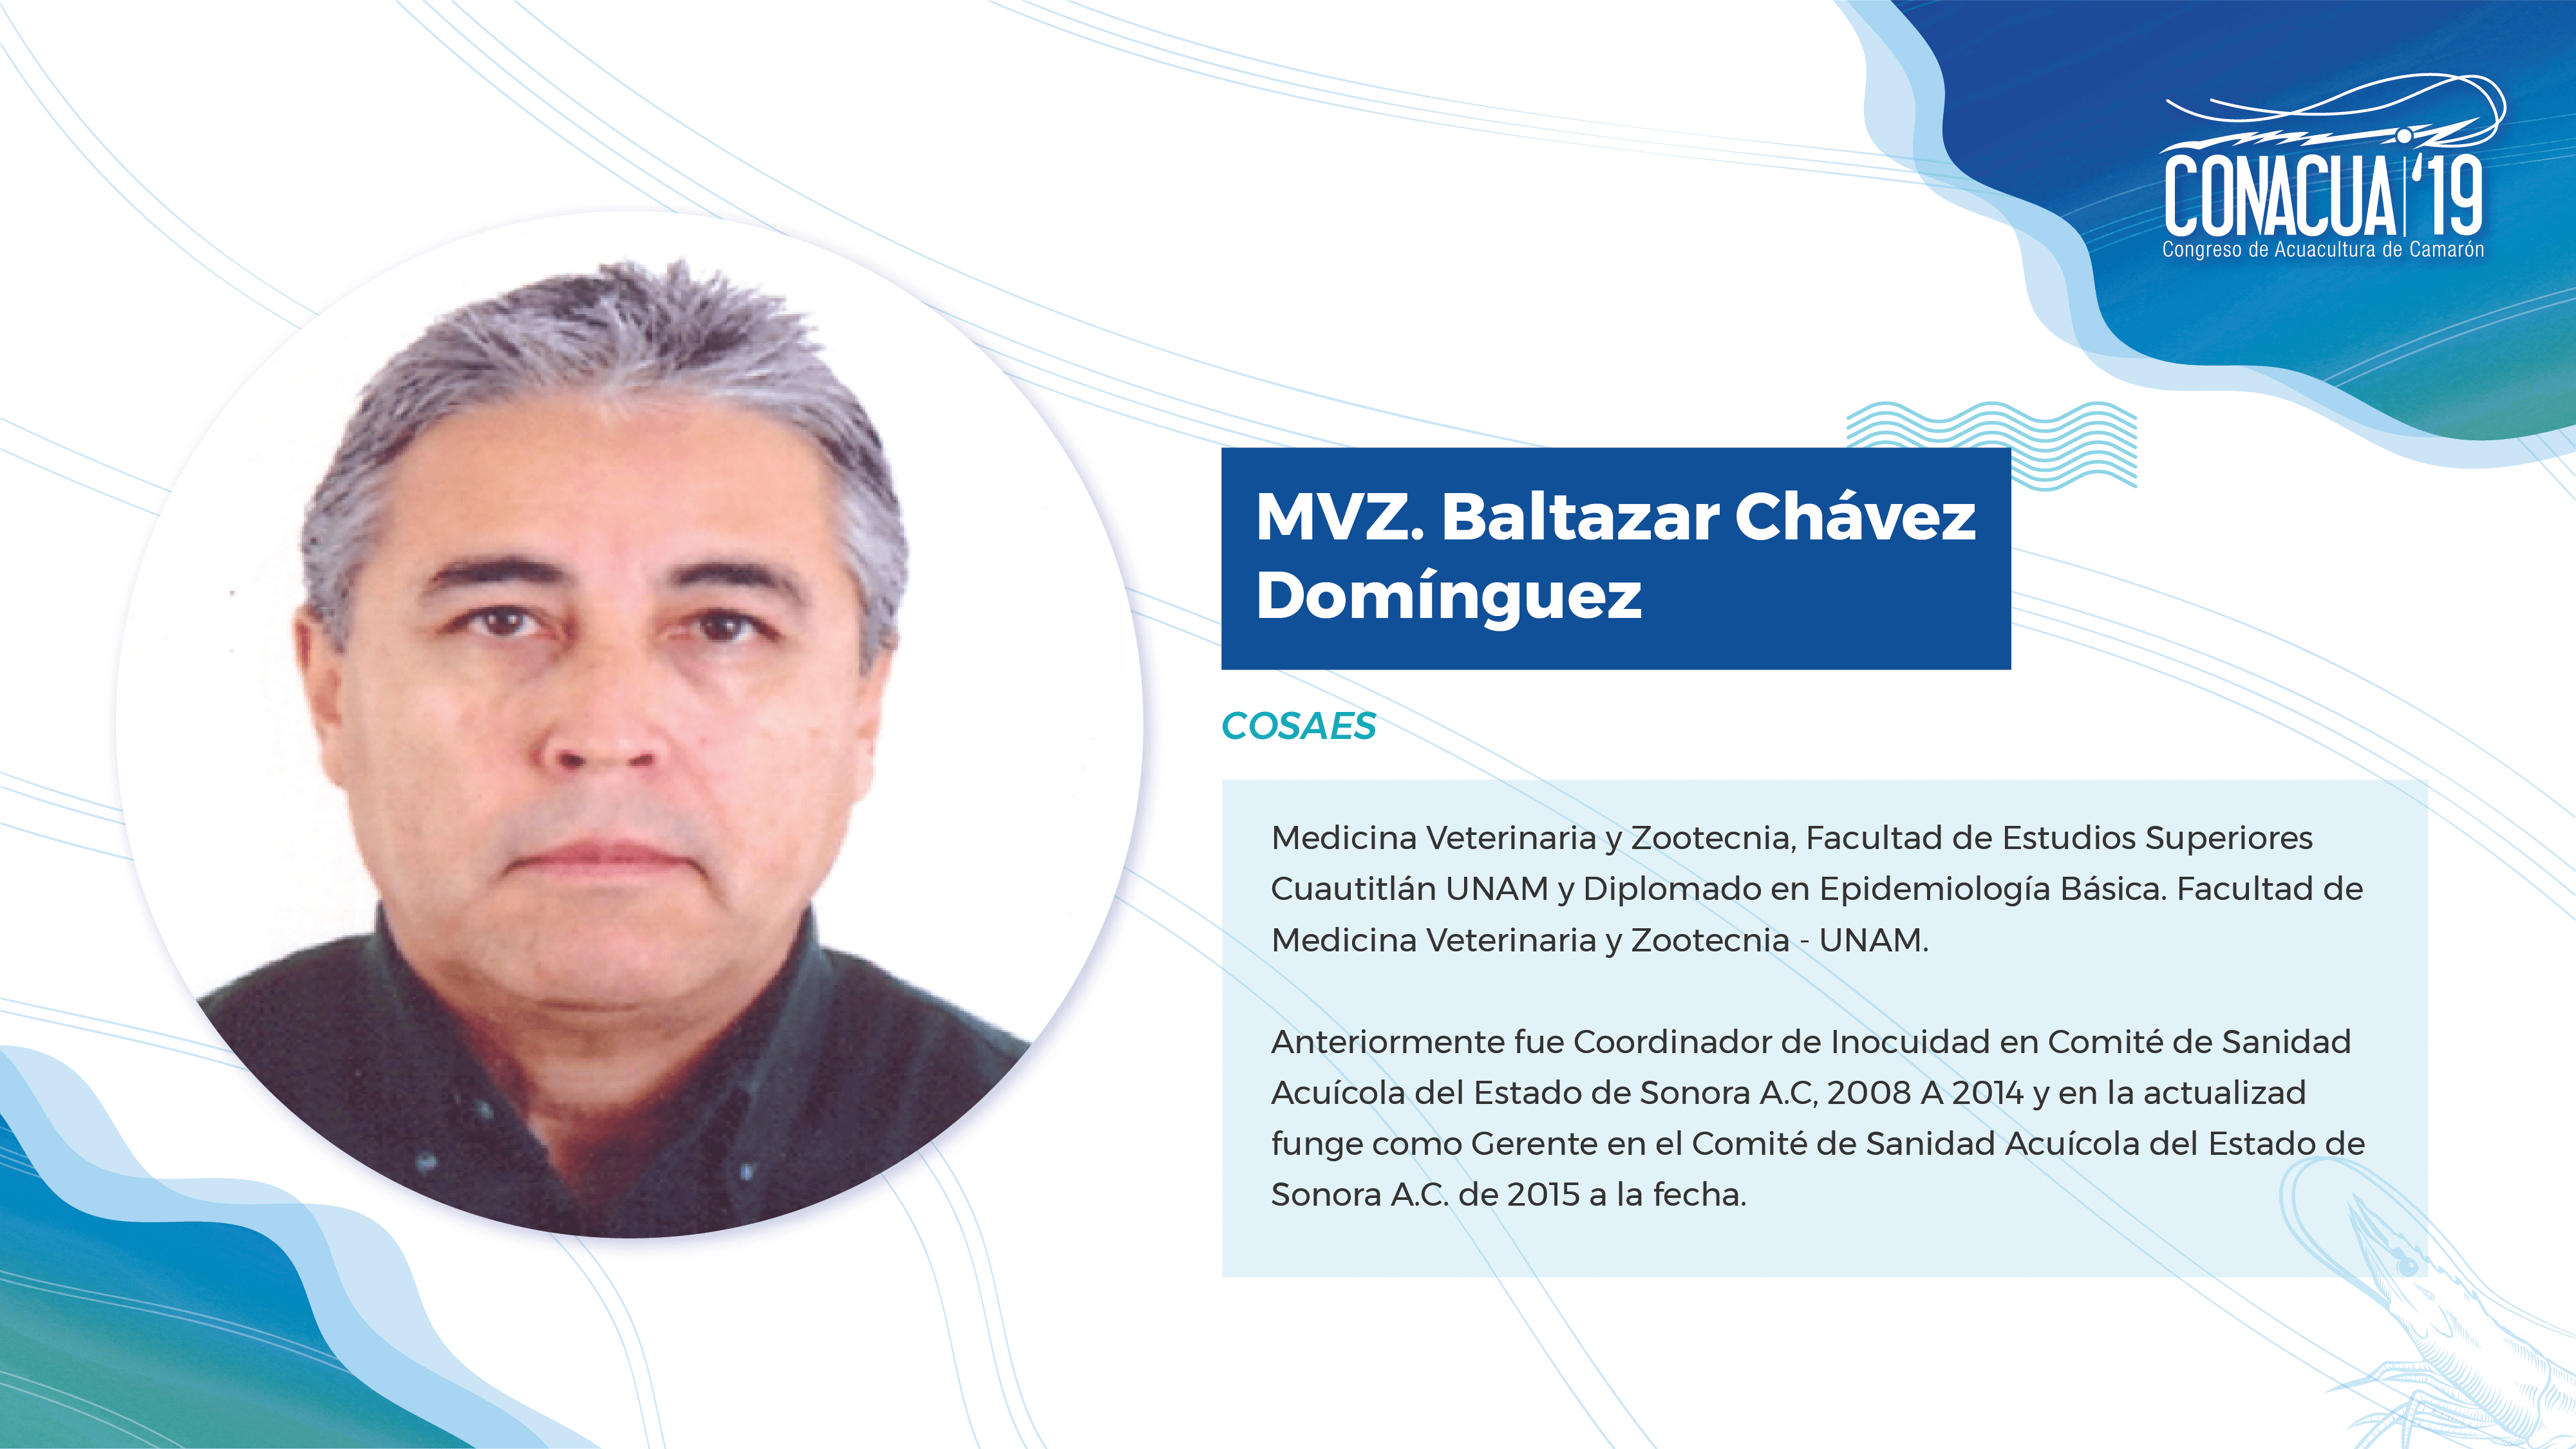 CONACUA '19
Congreso de Acuacultura de Camarón
MVZ. Baltazar Chávez
Domínguez
COSAES
Medicina Veterinaria y Zootecnia, Facultad de Estudios Superiores
Cuautitlán UNAM y Diplomado en Epidemiología Básica. Facultad de
Medicina Veterinaria y Zootecnia - UNAM.
Anteriormente fue Coordinador de Inocuidad en Comité de Sanidad
Acuícola del Estado de Sonora A.C, 2008 A 2014 y en la actualizad
funge como Gerente en el Comité de Sanidad Acuícola del Estado de
Sonora A.C. de 2015 a la fecha.